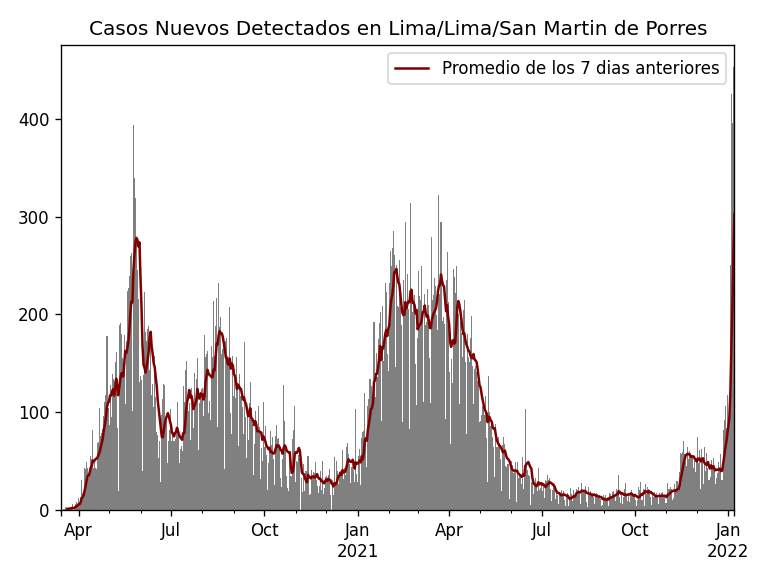 Casos Nuevos Detectados en Lima/Lima/San Martin de Porres
Promedio de los 7 dias anteriores
400
300
200
100
0
Apr
Jul
Oct
Jan
2021
Apr
Jul
Oct
Jan
2022